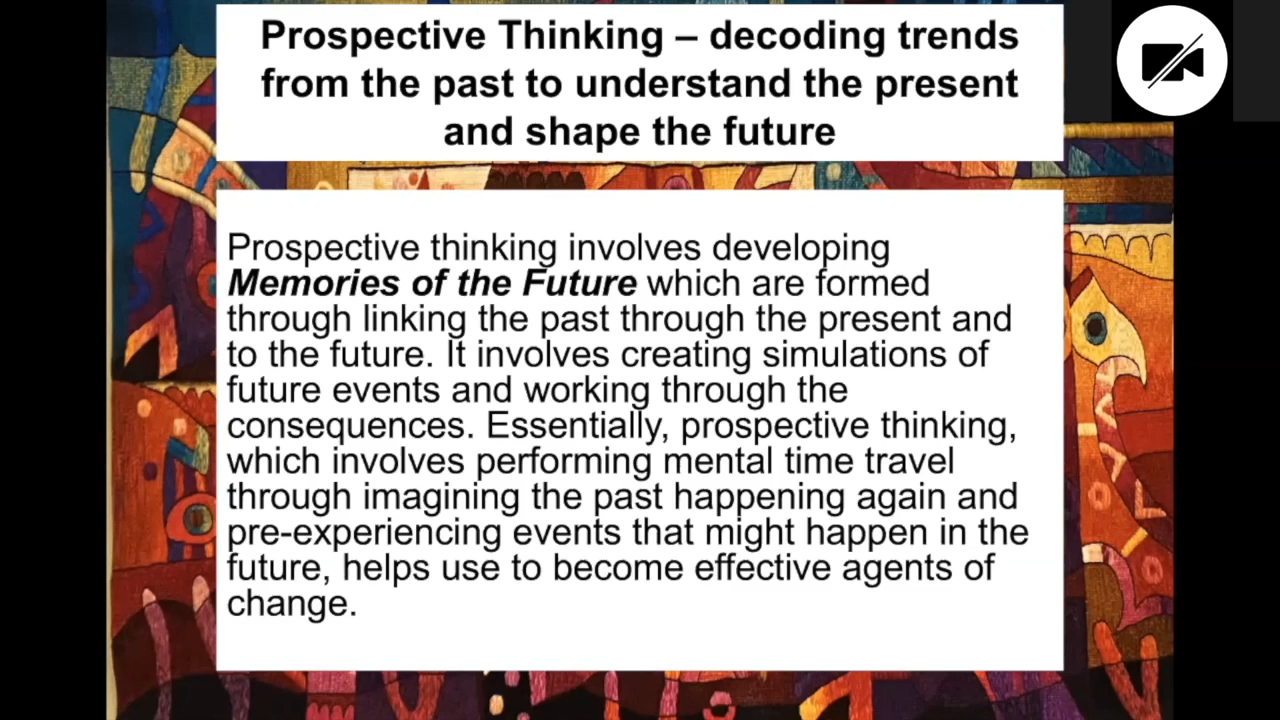 Prospective Thinking – decoding trends
from the past to understand the present
and shape the future
Prospective thinking involves developing
Memories of the Future which are formed
through linking the past through the present and
to the future. It involves creating simulations of
future events and working through the
consequences. Essentially, prospective thinking,
which involves performing mental time travel
through imagining the past happening again and
pre-experiencing events that might happen in the
future, helps use to become effective agents of
change.